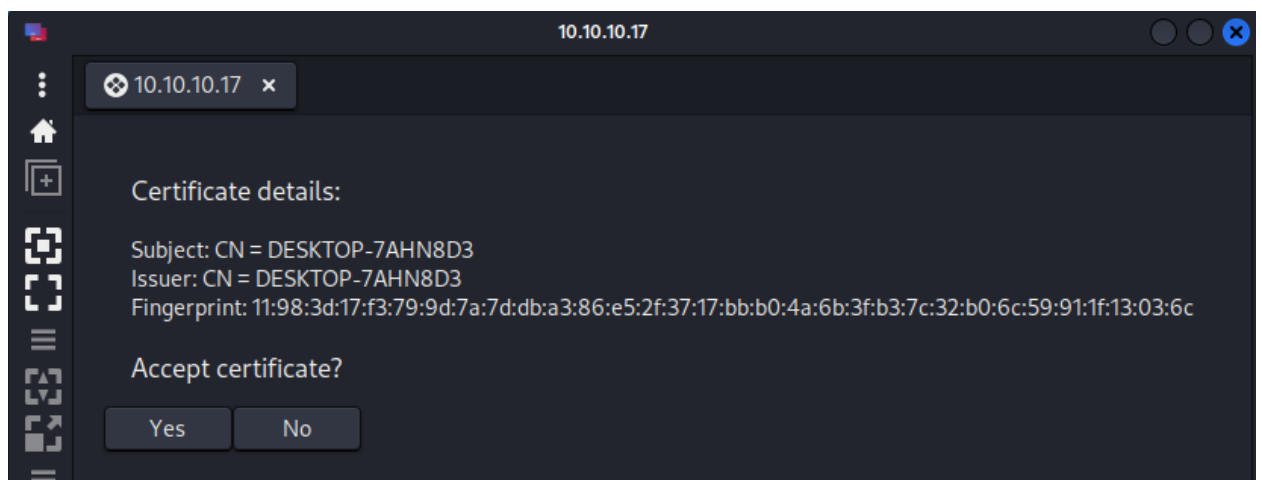 10.10.10.17
10.10.10.17
Certificate details:
Subject: CN = DESKTOP-7AHN8D3
Issuer: CN = DESKTOP-7AHN8D3
Fingerprint: 11:98:3d:17:f3:79:9d:7a:7d:db:a3:86:e5:2f:37:17:bb:b0:4a:6b:3f:b3:7c:32:b0:6c:59:91:1f:13:03:6c
Accept certificate?
Yes No